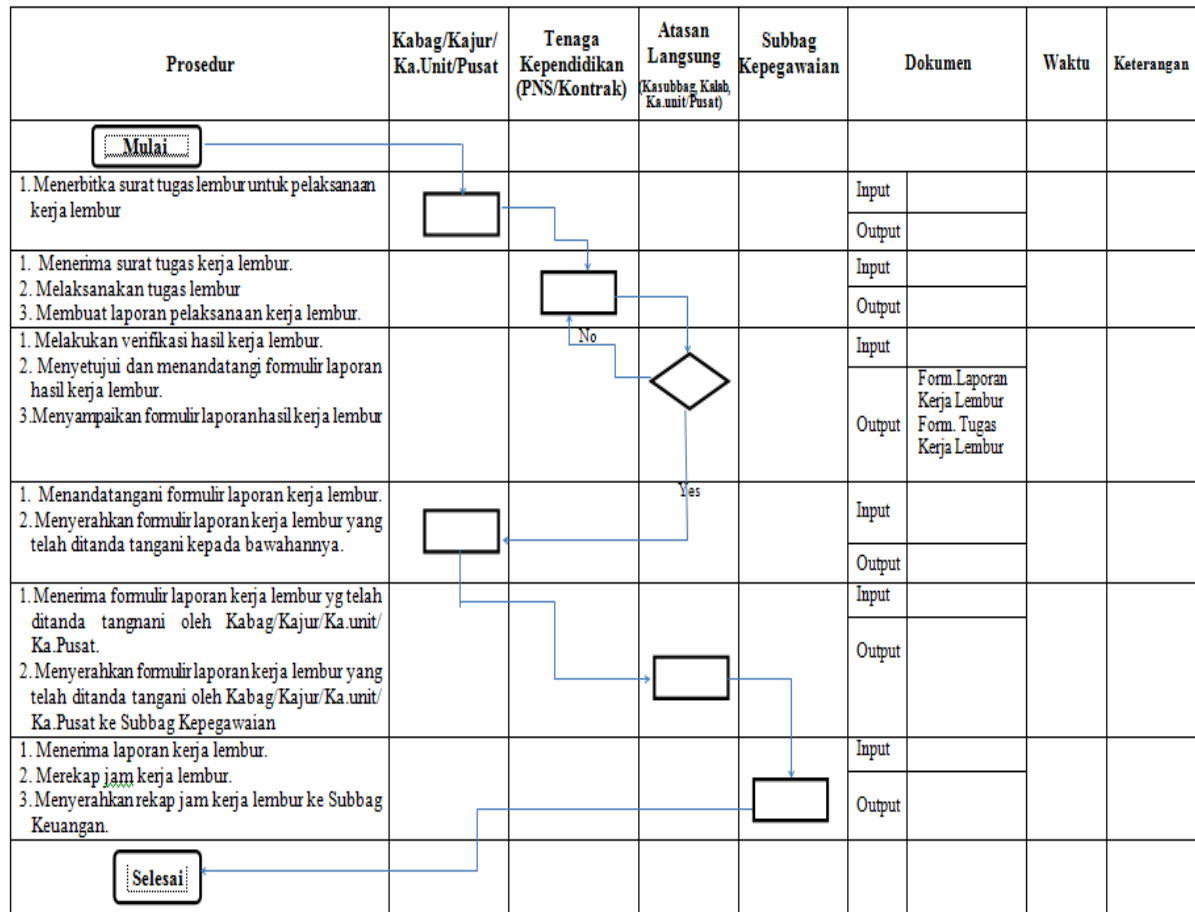 Prosedur
Kabag/Kajur/
Ka.Unit/Pusat
Tenaga
Kependidikan
(PNS/Kontrak)
Atasan
Langsung
(Kasubbag, Kalab,
Ka.unit/Pusat)
Subbag
Kepegawaian
Dokumen
Waktu
Keterangan
Mulai
1. Menerbitka surat tugas lembur untuk pelaksanaan
kerja lembur
Input
Output
1. Menerima surat tugas kerja lembur.
2. Melaksanakan tugas lembur
3. Membuat laporan pelaksanaan kerja lembur.
Input
Output
1. Melakukan verifikasi hasil kerja lembur.
2. Menyetujui dan menandatangi formulir laporan
hasil kerja lembur.
3.Menyampaikan formulir laporan hasil kerja lembur
No
Input
Output
Form.Laporan
Kerja Lembur
Form. Tugas
Kerja Lembur
Yes
1. Menandatangani formulir laporan kerja lembur.
2. Menyerahkan formulir laporan kerja lembur yang
telah ditanda tangani kepada bawahannya.
Input
Output
1. Menerima formulir laporan kerja lembur yg telah
ditanda tangnani oleh Kabag/Kajur/Ka.unit/
Ka.Pusat.
2. Menyerahkan formulir laporan kerja lembur yang
telah ditanda tangani oleh Kabag/Kajur/Ka.unit/
Ka.Pusat ke Subbag Kepegawaian
Input
Output
1. Menerima laporan kerja lembur.
2. Merekap jam kerja lembur.
3. Menyerahkan rekap jam kerja lembur ke Subbag
Keuangan.
Input
Output
Selesai